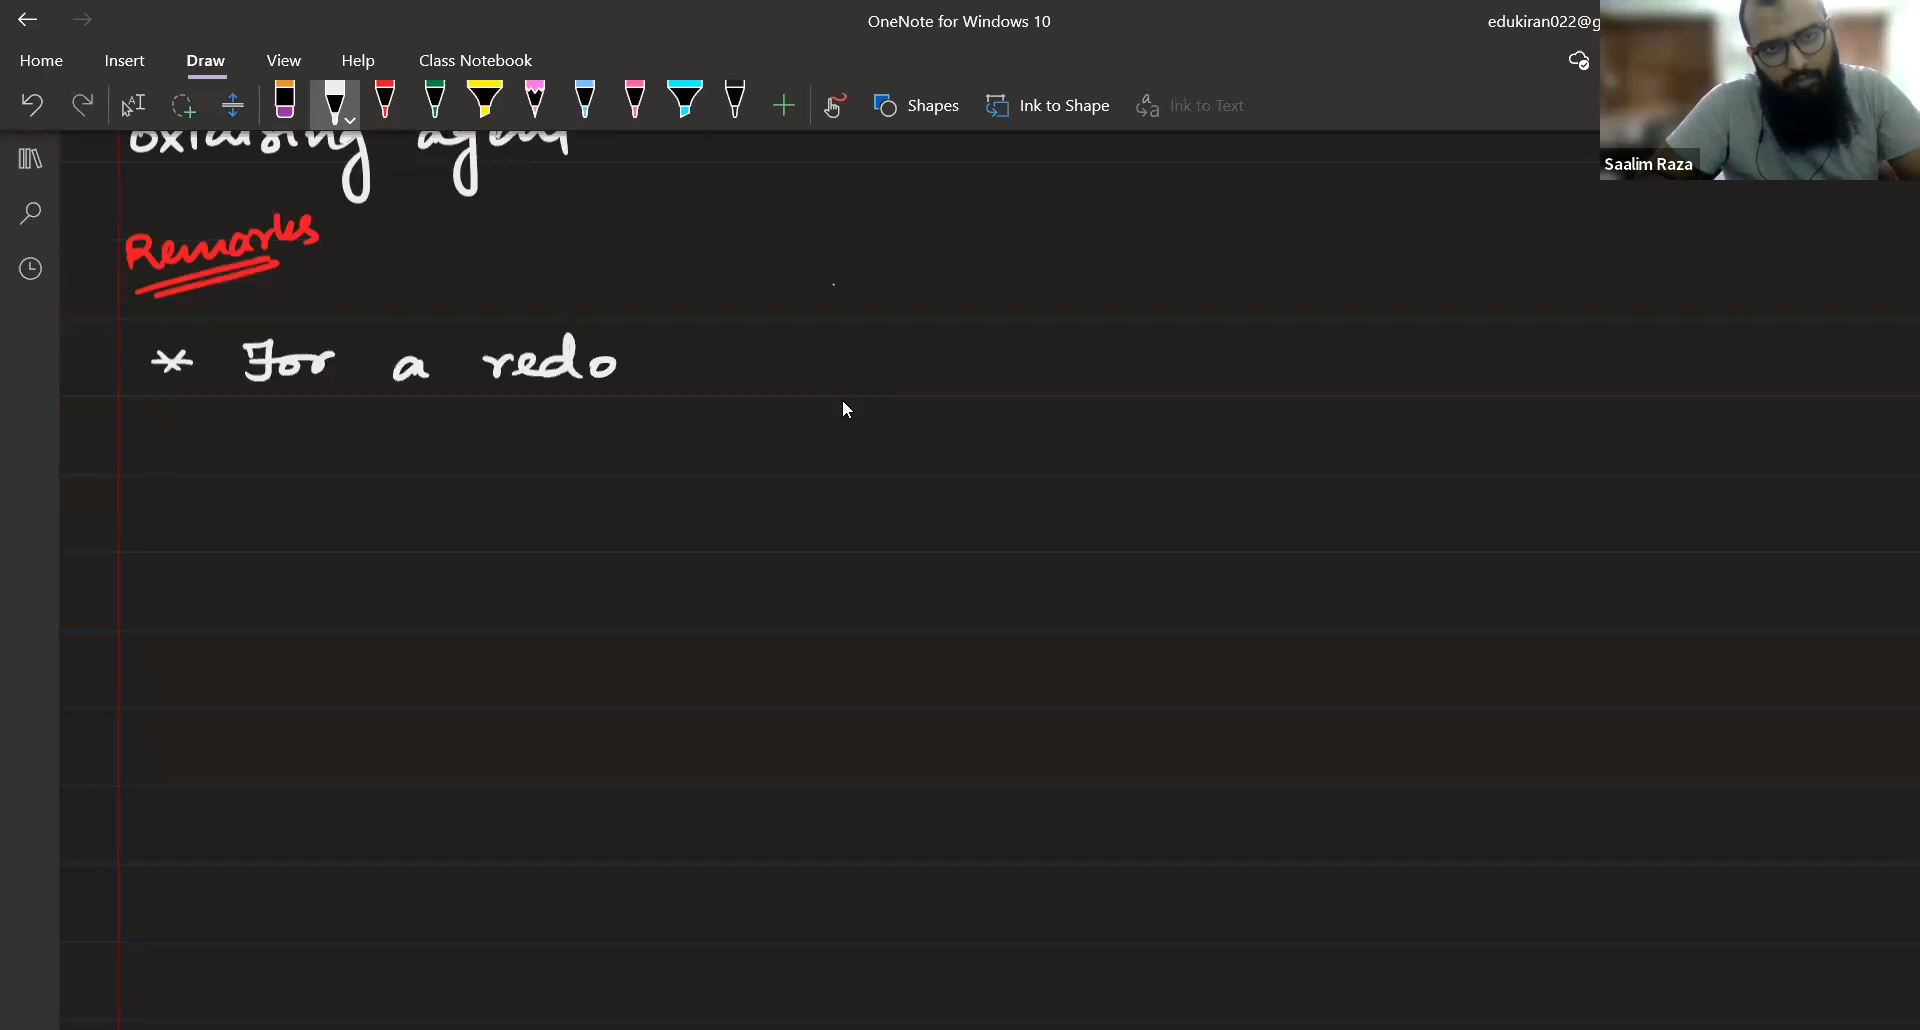 OneNote for Windows 10
edukiran022@g
Home Insert Draw View Help Class Notebook
Shapes Ink to Shape Ink to Text
Saalim Raza
agent
Remarks
* For a redo